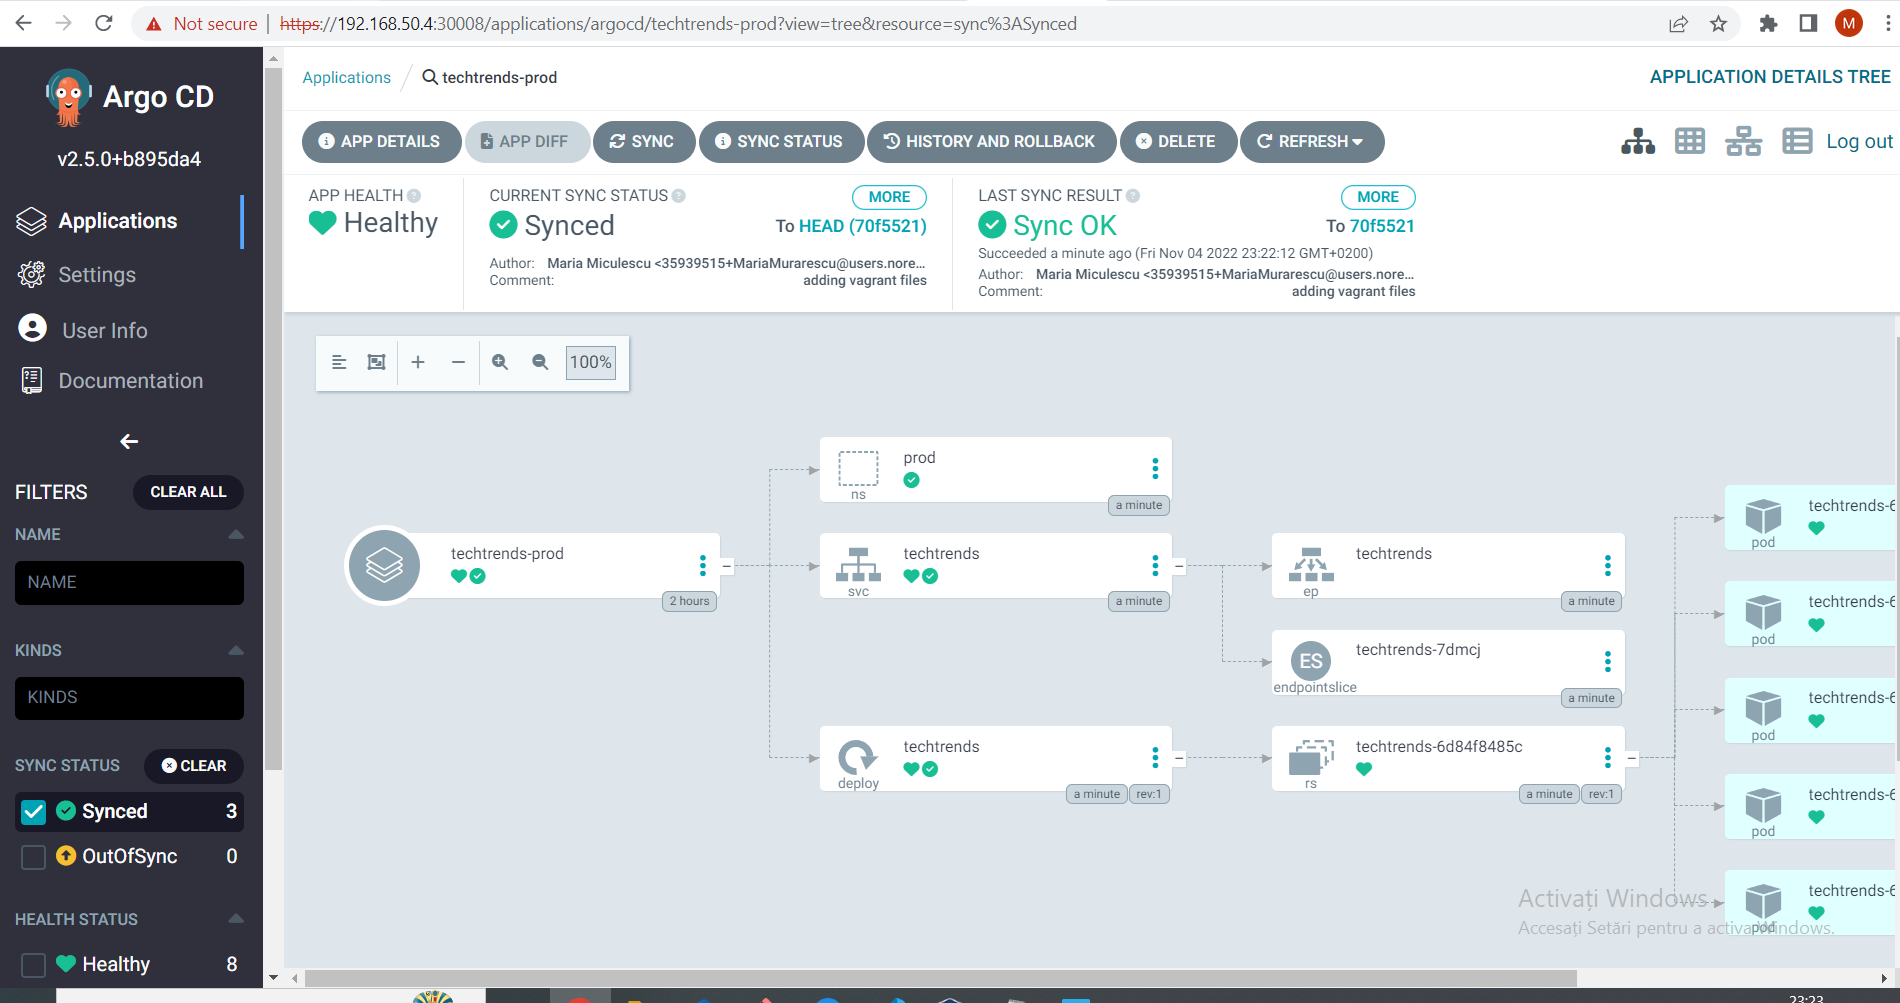 Not secure | https://192.168.50.4:30008/applications/argocd/techtrends-prod?view=tree&resource=sync%3ASynced
M
Argo CD
v2.5.0+b895da4
Applications
Settings
User Info
Documentation
FILTERS
CLEAR ALL
NAME
NAME
KINDS
KINDS
SYNC STATUS
CLEAR
Synced 3
OutOfSync 0
HEALTH STATUS
Healthy 8
Applications / techtrends-prod
APPLICATION DETAILS TREE
APP DETAILS
APP DIFF
SYNC
SYNC STATUS
HISTORY AND ROLLBACK
DELETE
REFRESH
Log out
APP HEALTH
Healthy
CURRENT SYNC STATUS
MORE
Synced
To HEAD (70f5521)
Author: Maria Miculescu <35939515+MariaMurarescu@users.nore...
Comment: adding vagrant files
LAST SYNC RESULT
MORE
Sync OK
To 70f5521
Succeeded a minute ago (Fri Nov 04 2022 23:22:12 GMT+0200)
Author: Maria Miculescu <35939515+MariaMurarescu@users.nore...
Comment: adding vagrant files
100%
techtrends-prod
2 hours
prod
ns
a minute
techtrends
svc
a minute
techtrends
deploy
a minute
rev:1
techtrends
ep
a minute
ES
techtrends-7dmcj
endpointslice
a minute
techtrends-6d84f8485c
rs
a minute
rev:1
techtrends-6
pod
techtrends-6
pod
techtrends-6
pod
techtrends-6
pod
techtrends-6
pod
Activați Windows
Accesați Setări pentru a activa Windows.
23:23